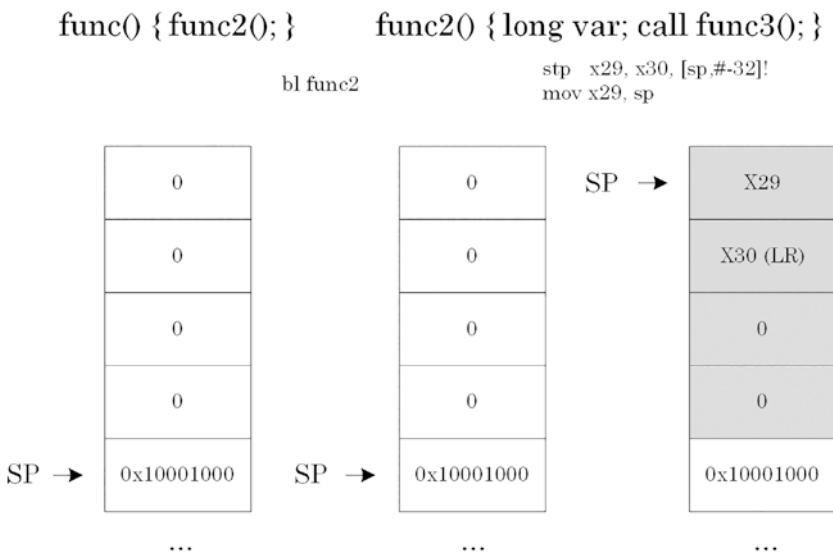 func() {func2(); }
func2() {long var; call func3(); }
bl func2
stp x29, x30, [sp,#-32]!
mov x29, sp
0
0
0
0
SP → 0x10001000
...
0
0
0
0
SP → 0x10001000
...
SP → X29
X30 (LR)
0
0
0x10001000
...